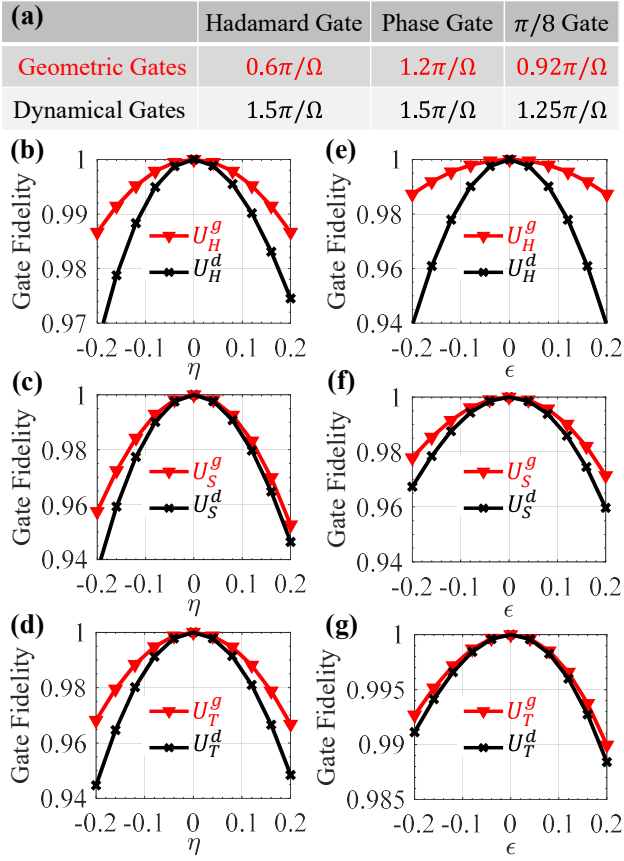 (a)
Hadamard Gate Phase Gate π/8 Gate
Geometric Gates 0.6π/Ω 1.2π/Ω 0.92π/Ω
Dynamical Gates 1.5π/Ω 1.5π/Ω 1.25π/Ω
(b)
Gate Fidelity
1
0.99
0.98
0.97
U_H^g
U_H^d
-0.2 -0.1 0 0.1 0.2
η
(e)
Gate Fidelity
1
0.98
0.96
0.94
U_H^g
U_H^d
-0.2 -0.1 0 0.1 0.2
ϵ
(c)
Gate Fidelity
1
0.98
0.96
0.94
U_S^g
U_S^d
-0.2 -0.1 0 0.1 0.2
η
(f)
Gate Fidelity
1
0.98
0.96
0.94
U_S^g
U_S^d
-0.2 -0.1 0 0.1 0.2
ϵ
(d)
Gate Fidelity
1
0.98
0.96
0.94
U_T^g
U_T^d
-0.2 -0.1 0 0.1 0.2
η
(g)
Gate Fidelity
1
0.995
0.99
0.985
U_T^g
U_T^d
-0.2 -0.1 0 0.1 0.2
ϵ